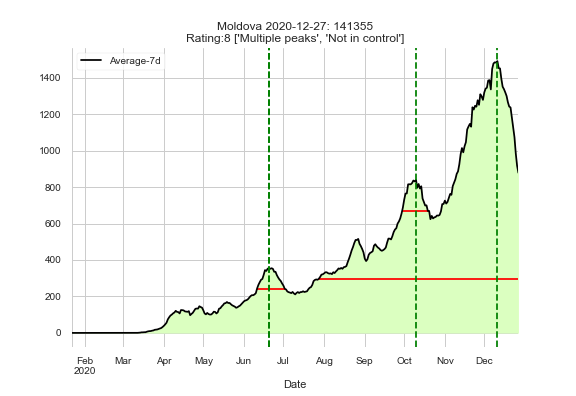 Moldova 2020-12-27: 141355
Rating:8 ['Multiple peaks', 'Not in control']
Average-7d
1400
1200
1000
800
600
400
200
0
Feb Mar Apr May Jun Jul Aug Sep Oct Nov Dec
2020
Date